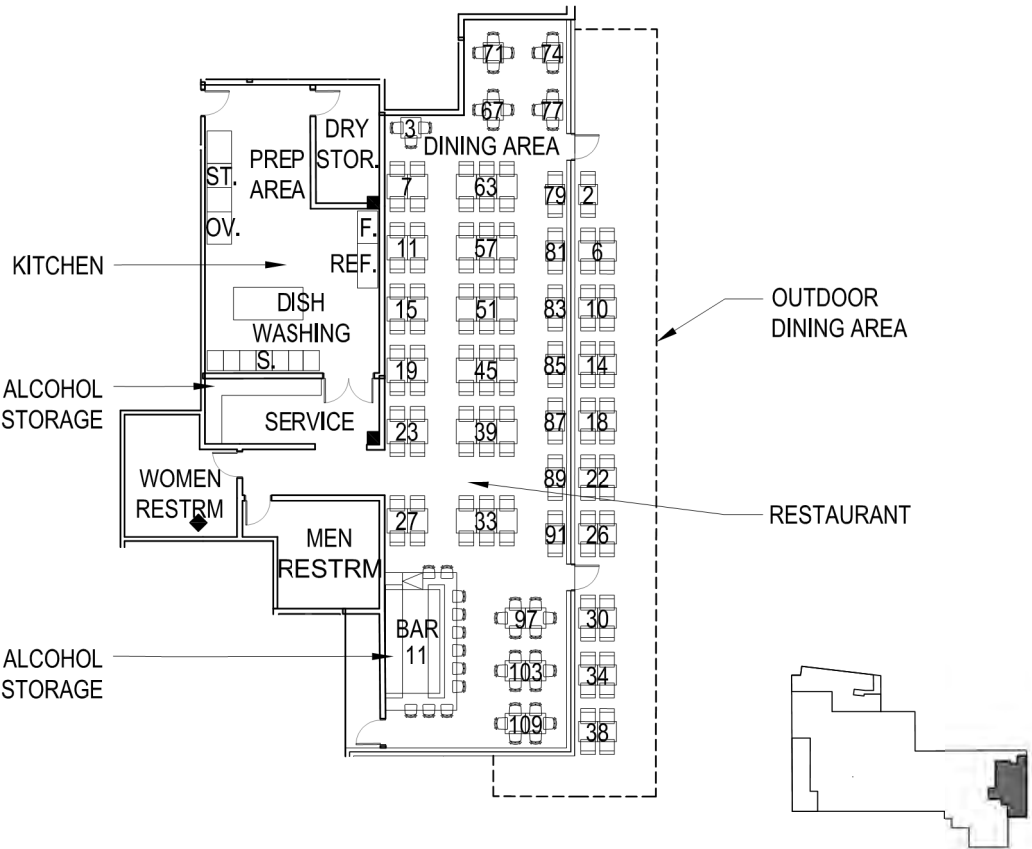 71 74
67 77
3
DINING AREA
DRY
STOR.
PREP
AREA
ST.
OV.
F.
REF.
KITCHEN
DISH
WASHING
S.
ALCOHOL
STORAGE
SERVICE
WOMEN
RESTRM
MEN
RESTRM
7 63 79 2
11 57 81 6
15 51 83 10
19 45 85 14
23 39 87 18
89 22
27 33 91 26
OUTDOOR
DINING AREA
RESTAURANT
BAR
11
ALCOHOL
STORAGE
97 30
103 34
109 38